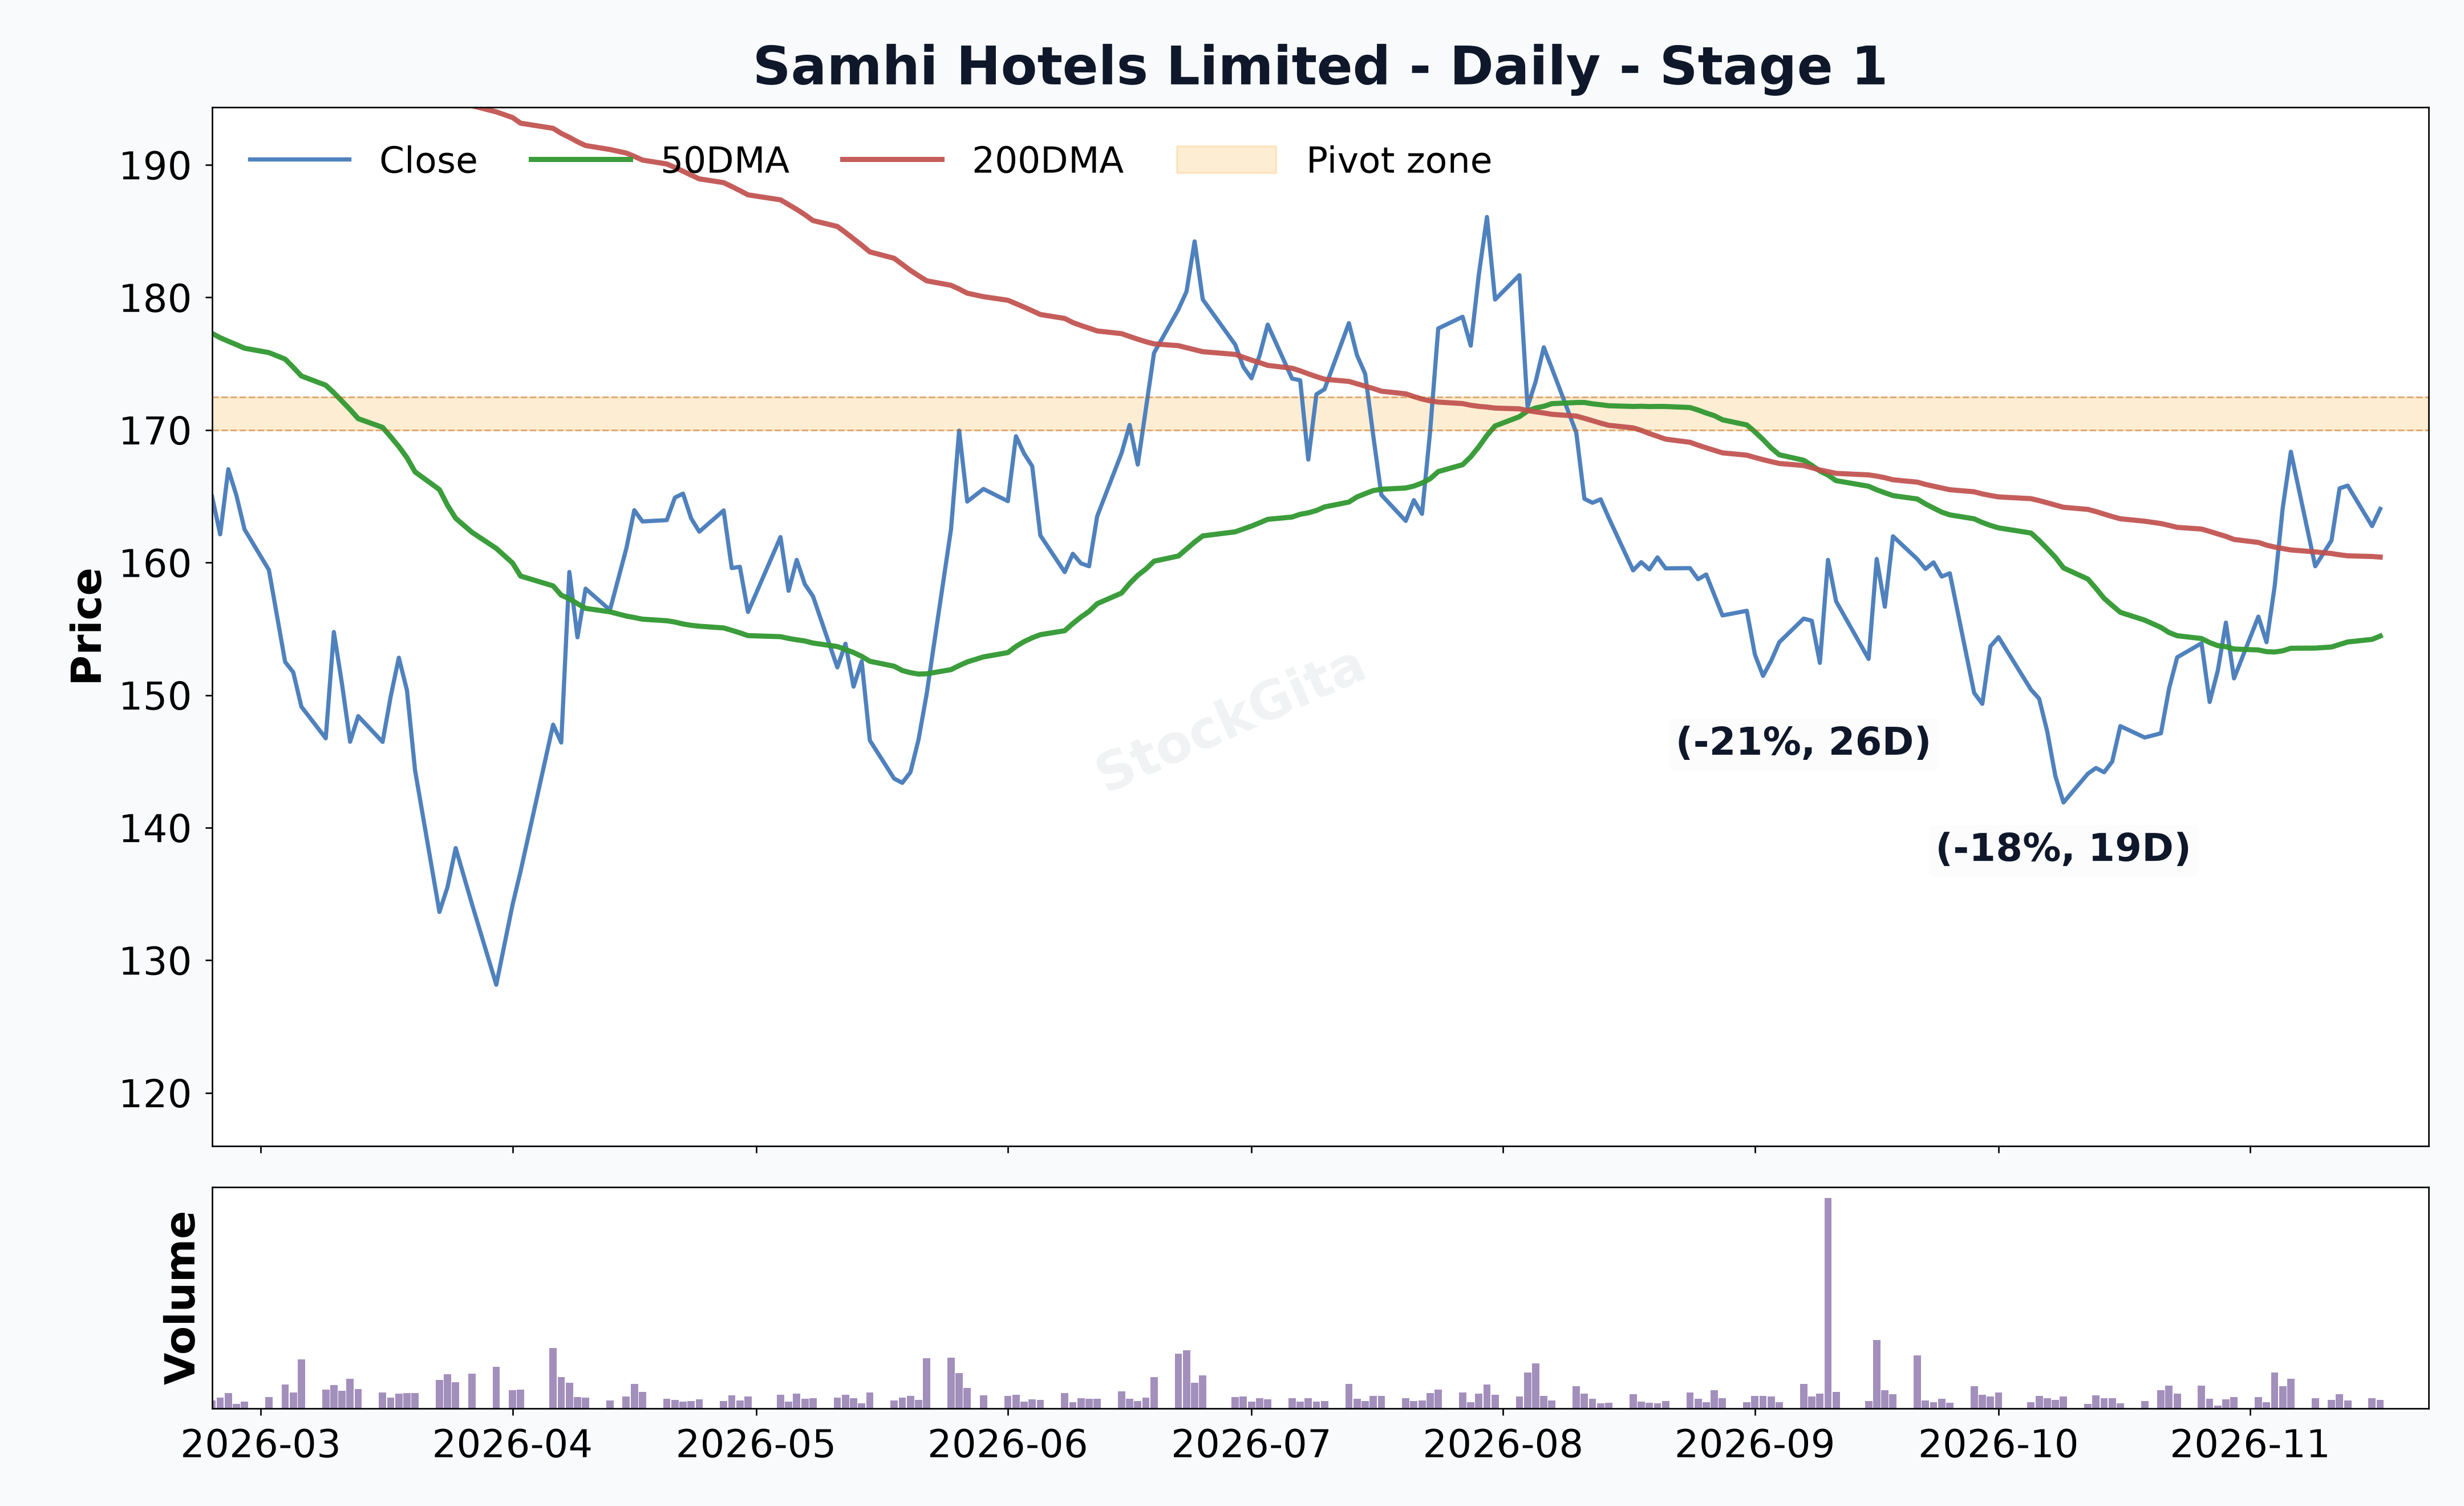 Samhi Hotels Limited - Daily - Stage 1
Close 50DMA 200DMA Pivot zone
190
180
170
160
150
140
130
120
Price
StockGita
(-21%, 26D)
(-18%, 19D)
Volume
2026-03 2026-04 2026-05 2026-06 2026-07 2026-08 2026-09 2026-10 2026-11